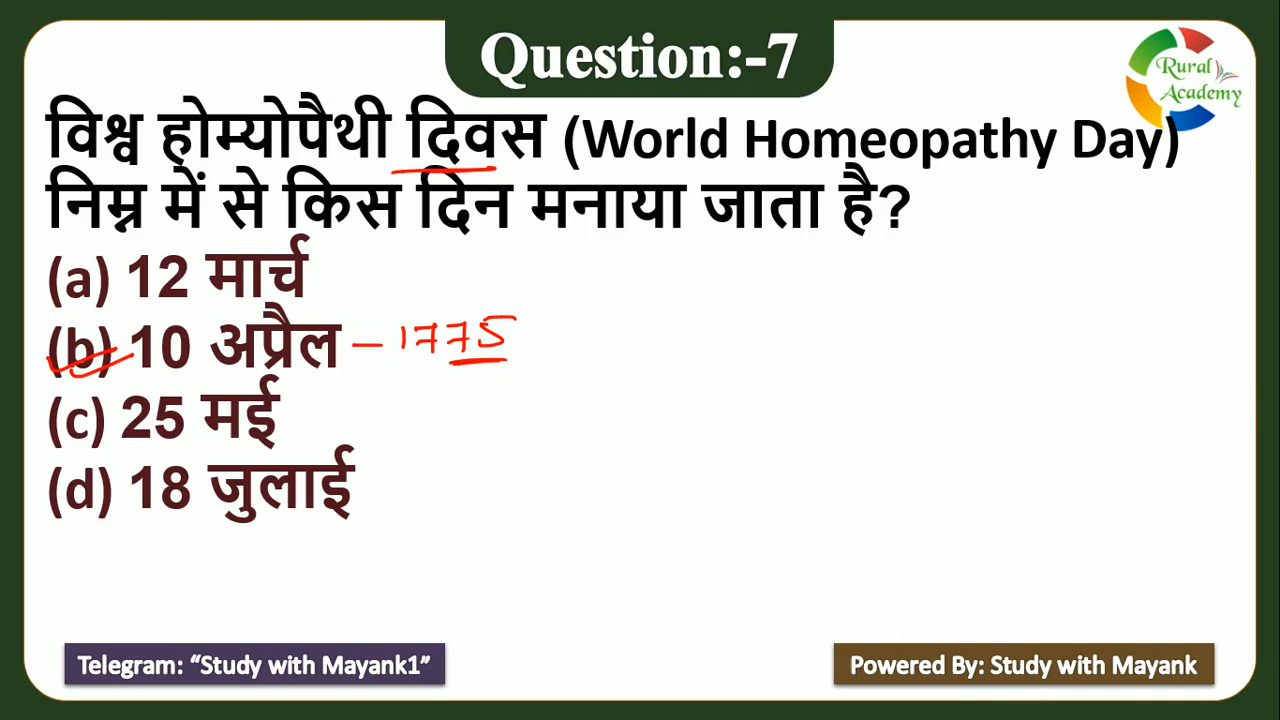 Question:-7
Rural
Academy
विश्व होम्योपैथी दिवस (World Homeopathy Day)
निम्न में से किस दिन मनाया जाता है?
(a) 12 मार्च
(b) 10 अप्रैल – 1775
(c) 25 मई
(d) 18 जुलाई
Telegram: “Study with Mayank1”
Powered By: Study with Mayank